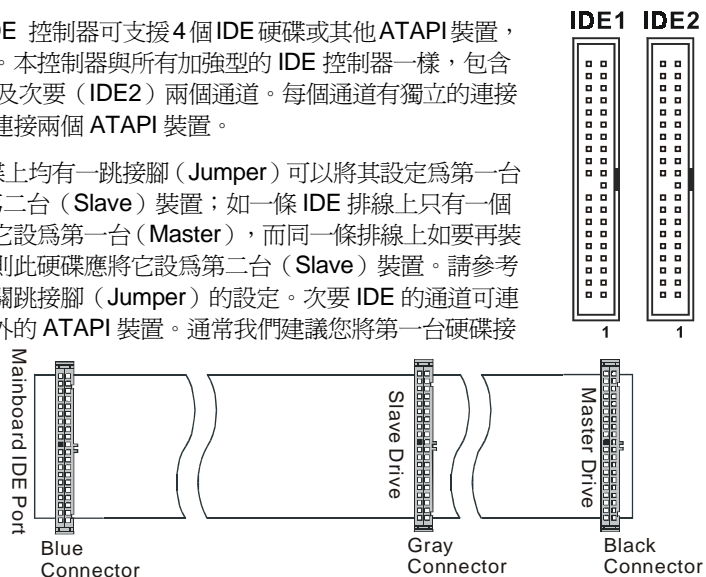 IDE1 IDE2
DE 控制器可支援4個IDE硬碟或其他ATAPI裝置，
。本控制器與所有加強型的 IDE 控制器一樣，包含
及次要（IDE2）兩個通道。每個通道有獨立的連接
連接兩個 ATAPI 裝置。
上均有一跳接腳（Jumper）可以將其設定爲第一台
二台（Slave）裝置；如一條 IDE 排線上只有一個
它設爲第一台（Master），而同一條排線上如要再裝
則此硬碟應將它設爲第二台（Slave）裝置。請參考
關跳接腳（Jumper）的設定。次要 IDE 的通道可連
外的 ATAPI 裝置。通常我們建議您將第一台硬碟接
1 1
Mainboard IDE Port
Slave Drive
Master Drive
Blue
Connector
Gray
Connector
Black
Connector